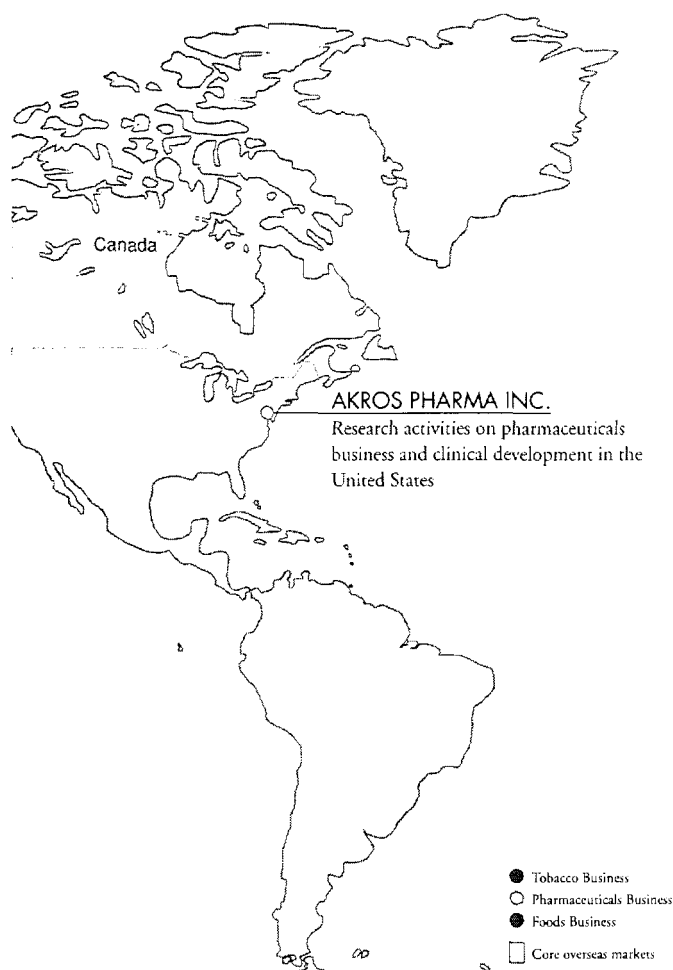 Canada
AKROS PHARMA INC.
Research activities on pharmaceuticals
business and clinical development in the
United States
Tobacco Business
Pharmaceuticals Business
Foods Business
Core overseas markets